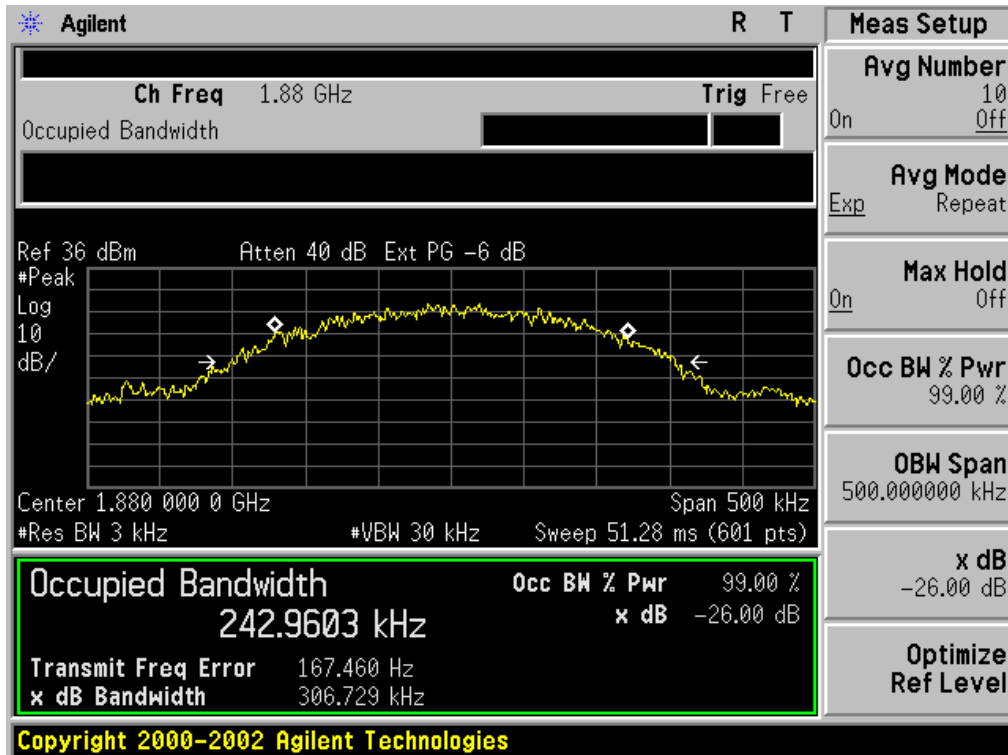 Agilent R T
Ch Freq 1.88 GHz Trig Free
Occupied Bandwidth
Ref 36 dBm Atten 40 dB Ext PG -6 dB
#Peak
Log
10
dB/
Center 1.880 000 0 GHz Span 500 kHz
#Res BW 3 kHz #VBW 30 kHz Sweep 51.28 ms (601 pts)
Occupied Bandwidth Occ BW % Pwr 99.00 %
242.9603 kHz x dB -26.00 dB
Transmit Freq Error 167.460 Hz
x dB Bandwidth 306.729 kHz
Copyright 2000-2002 Agilent Technologies
Meas Setup
Avg Number
10
On Off
Avg Mode
Exp Repeat
Max Hold
On Off
Occ BW % Pwr
99.00 %
OBW Span
500.000000 kHz
x dB
-26.00 dB
Optimize
Ref Level